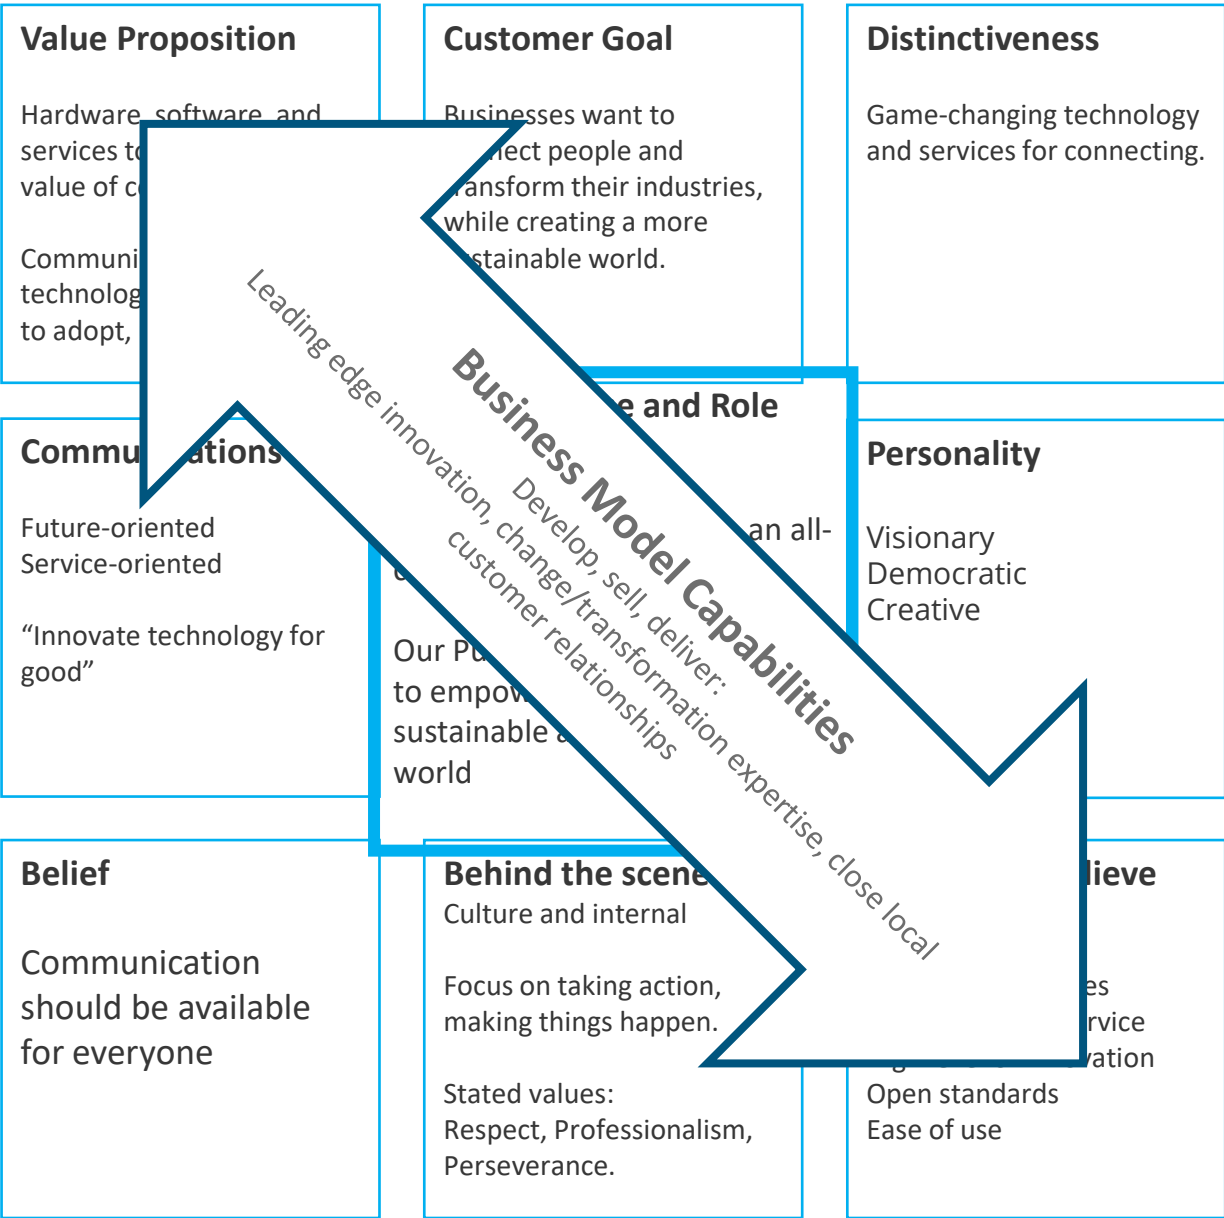 Value Proposition
Hardware, software, and
services to
value of
Communi
technolog
to adopt,
Customer Goal
Businesses want to
nect people and
transform their industries,
while creating a more
stainable world.
Distinctiveness
Game-changing technology
and services for connecting.
Commu ations
Future-oriented
Service-oriented
“Innovate technology for
good”
e and Role
an all-
Our Pu
to empow
sustainable a
world
Personality
Visionary
Democratic
Creative
Business Model Capabilities
Develop, sell, deliver:
Leading edge innovation, change/transformation expertise, close local
customer relationships
Belief
Communication
should be available
for everyone
Behind the scene
Culture and internal
Focus on taking action,
making things happen.
Stated values:
Respect, Professionalism,
Perseverance.
lieve
es
rvice
vation
Open standards
Ease of use